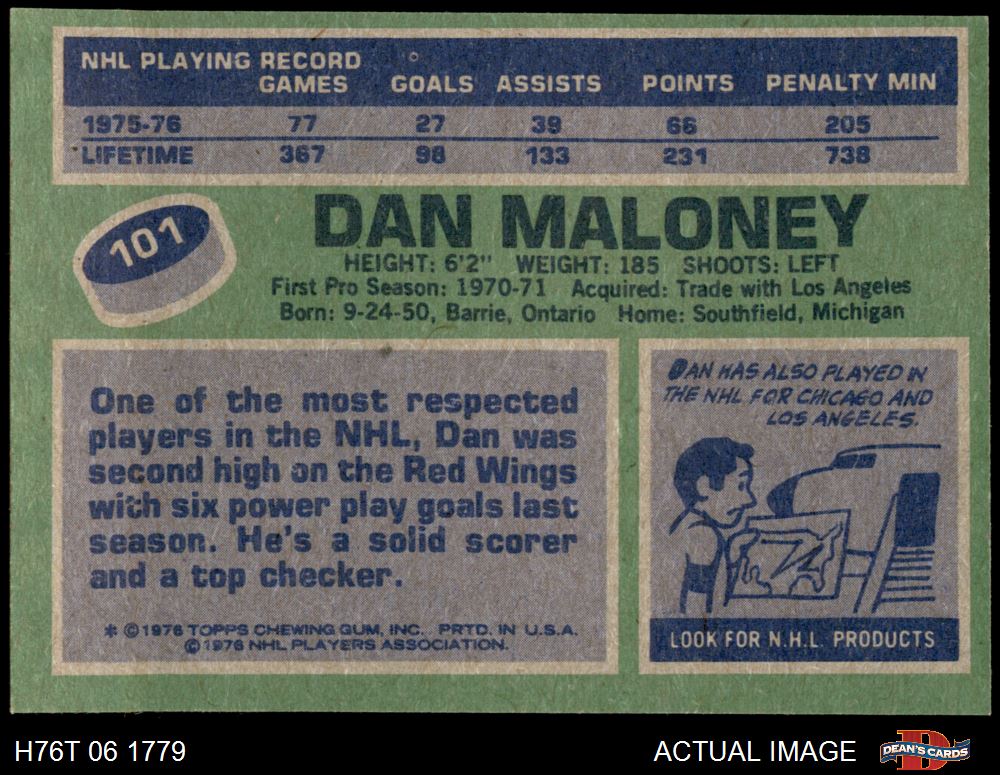 NHL PLAYING RECORD
GAMES GOALS ASSISTS POINTS PENALTY MIN
1975-76 77 27 39 66 205
LIFETIME 367 98 133 231 738
101
DAN MALONEY
HEIGHT: 6'2" WEIGHT: 185 SHOOTS: LEFT
First Pro Season: 1970-71 Acquired: Trade with Los Angeles
Born: 9-24-50, Barrie, Ontario Home: Southfield, Michigan
One of the most respected
players in the NHL, Dan was
second high on the Red Wings
with six power play goals last
season. He's a solid scorer
and a top checker.
* © 1976 TOPPS CHEWING GUM, INC. PRTD. IN U.S.A.
© 1976 NHL PLAYERS ASSOCIATION.
DAN HAS ALSO PLAYED IN
THE NHL FOR CHICAGO AND
LOS ANGELES.
LOOK FOR N.H.L. PRODUCTS
H76T 06 1779
ACTUAL IMAGE
D
DEAN'S CARDS